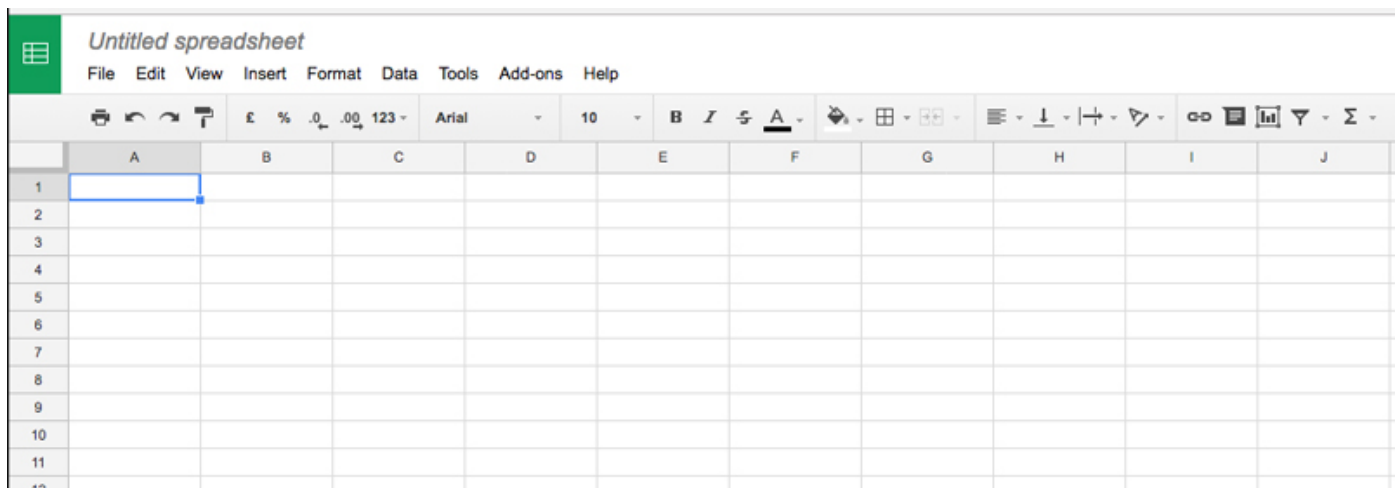 Untitled spreadsheet
File Edit View Insert Format Data Tools Add-ons Help
£ % .0 .00 123 Arial 10 B I S A Σ
A B C D E F G H I J
1
2
3
4
5
6
7
8
9
10
11